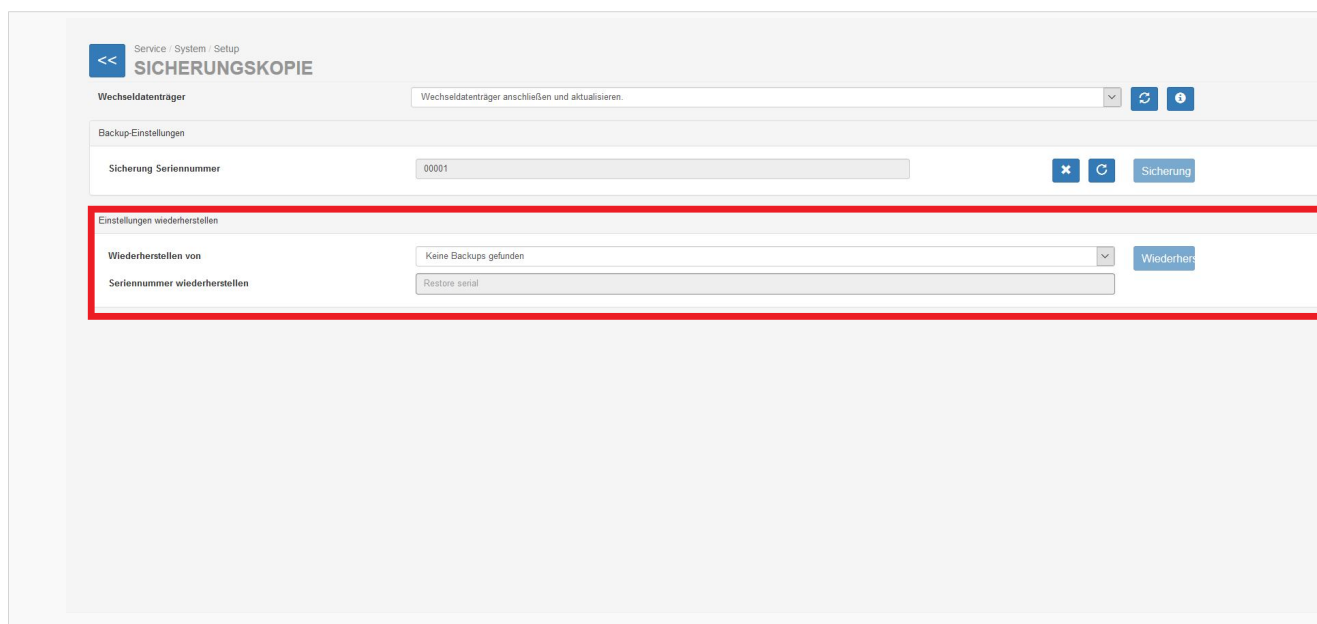 <<
Service / System / Setup
SICHERUNGSKOPIE
Wechseldatenträger
Wechseldatenträger anschließen und aktualisieren.
Backup-Einstellungen
Sicherung Seriennummer
00001
Sicherung
Einstellungen wiederherstellen
Wiederherstellen von
Keine Backups gefunden
Wiederhers
Seriennummer wiederherstellen
Restore serial